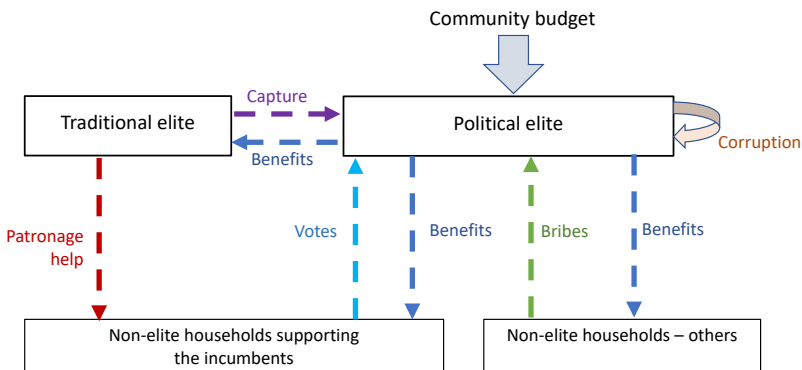 Community budget
Capture
Traditional elite
Political elite
Corruption
Benefits
Patronage
help
Votes
Benefits
Bribes
Benefits
Non-elite households supporting
the incumbents
Non-elite households – others